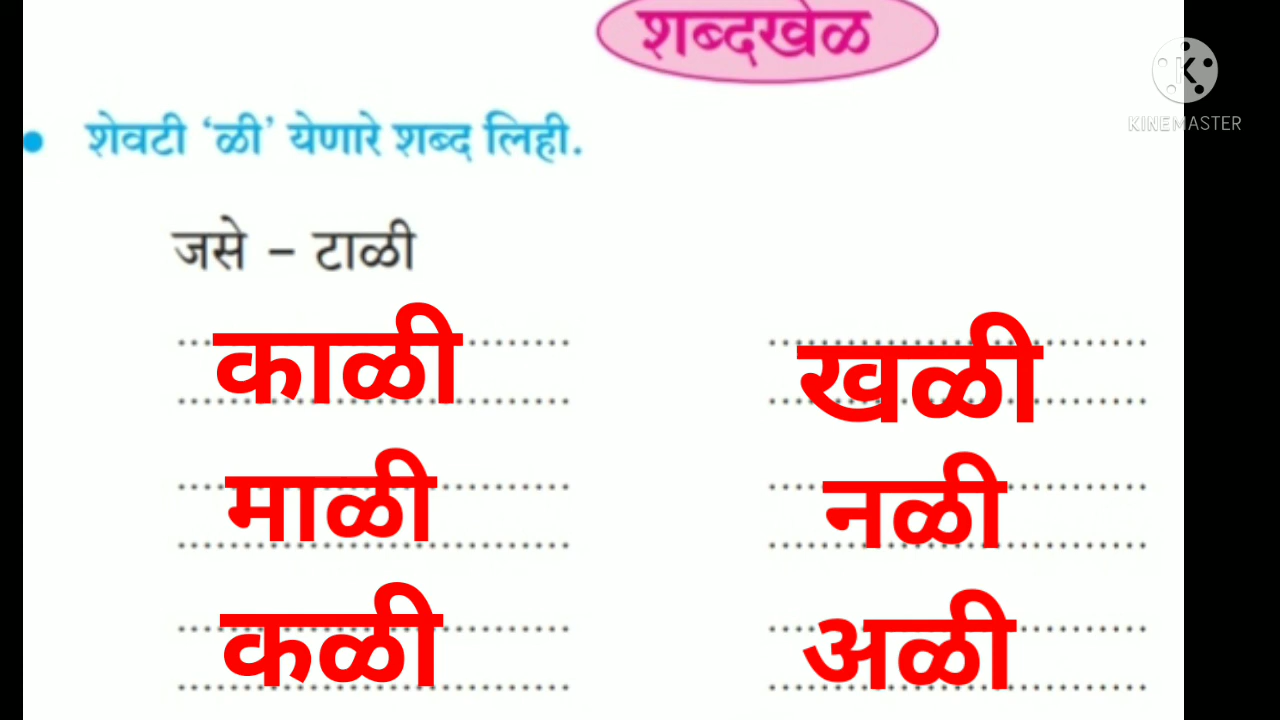 शब्दखेळ
KINEMASTER
• शेवटी ‘ळी’ येणारे शब्द लिही.
जसे – टाळी
काळी खळी
माळी नळी
कळी अळी